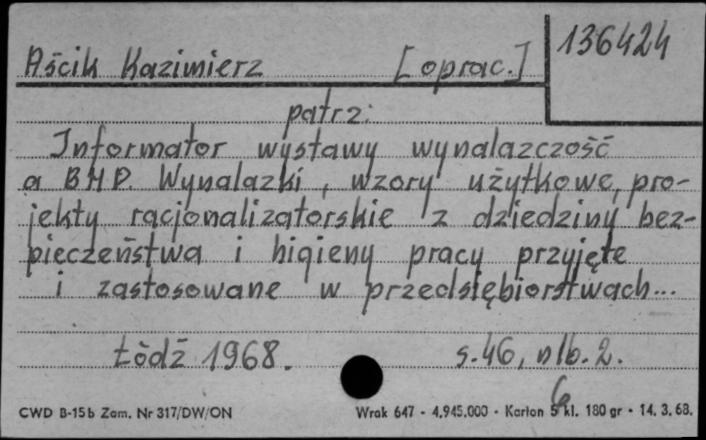 136424
Aścik Kazimierz [oprac.]
patrz:
Informator wystawy wynalazczość
a BHP. Wynalazki, wzory użytkowe, pro-
jekty racjonalizatorskie z dziedziny bez-
pieczeństwa i higieny pracy przyjęte
i zastosowane w przedsiębiorstwach...
Łódź 1968. s.46, nlb.2.
CWD B-15b Zam. Nr 317/DW/ON Wrak 647 - 4.945.000 - Karton 5 kl. 180 gr - 14. 3. 68.